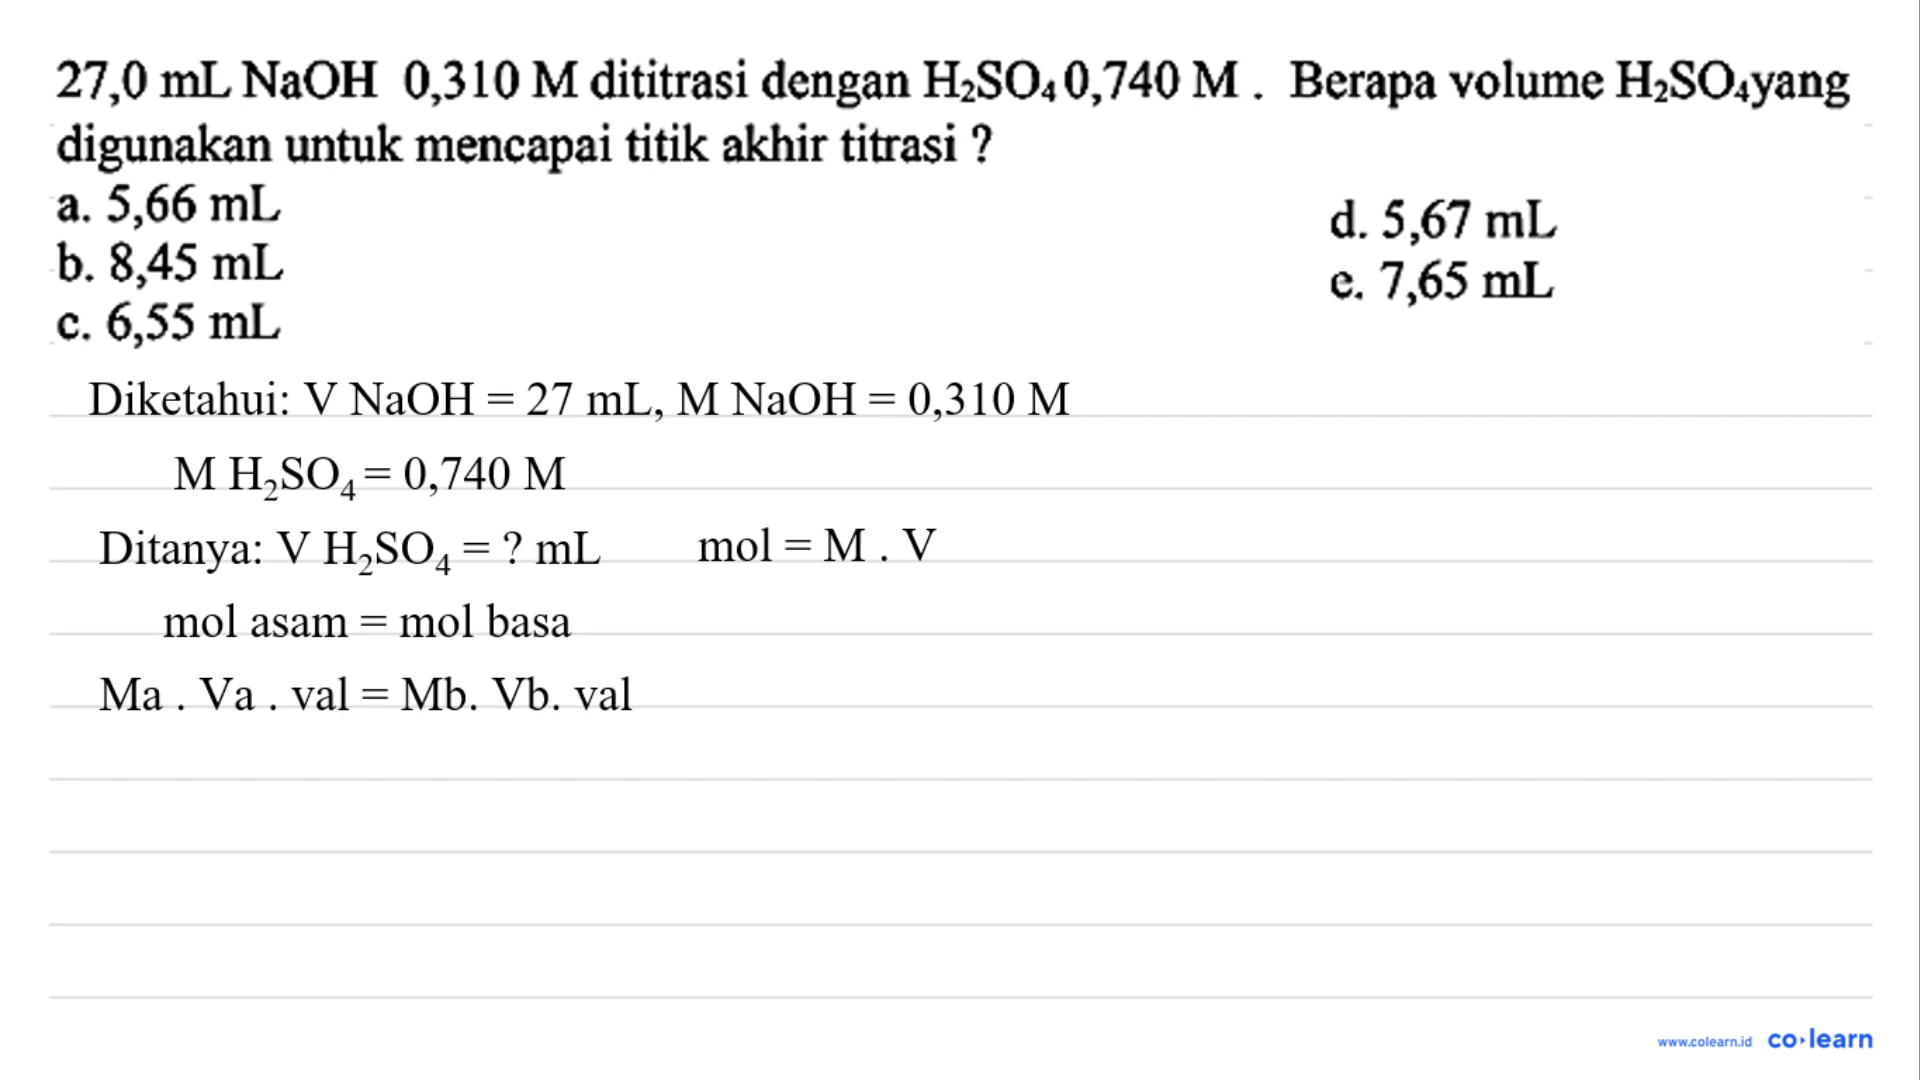 27,0 mL NaOH 0,310 M dititrasi dengan H₂SO₄ 0,740 M . Berapa volume H₂SO₄yang
digunakan untuk mencapai titik akhir titrasi ?
a. 5,66 mL
b. 8,45 mL
c. 6,55 mL
d. 5,67 mL
e. 7,65 mL
Diketahui: V NaOH = 27 mL, M NaOH = 0,310 M
M H₂SO₄ = 0,740 M
Ditanya: V H₂SO₄ = ? mL mol = M . V
mol asam = mol basa
Ma . Va . val = Mb. Vb. val
www.colearn.id co·learn